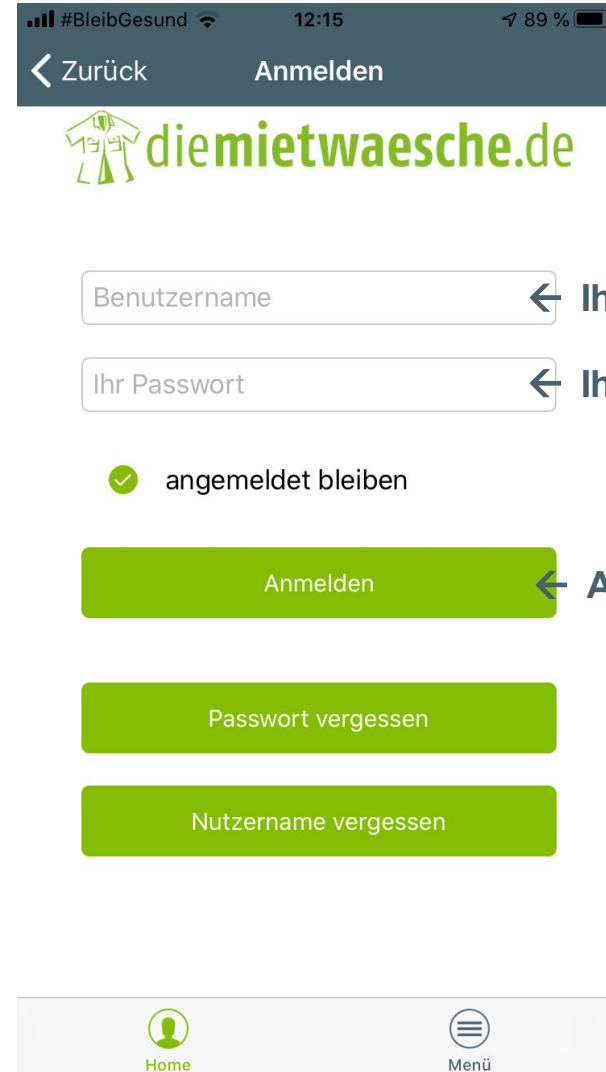 #BleibGesund 12:15 89 %
Zurück Anmelden
diemietwaesche.de
Benutzername ← Ih
Ihr Passwort ← Ih
angemeldet bleiben
Anmelden ← A
Passwort vergessen
Nutzername vergessen
Home Menü